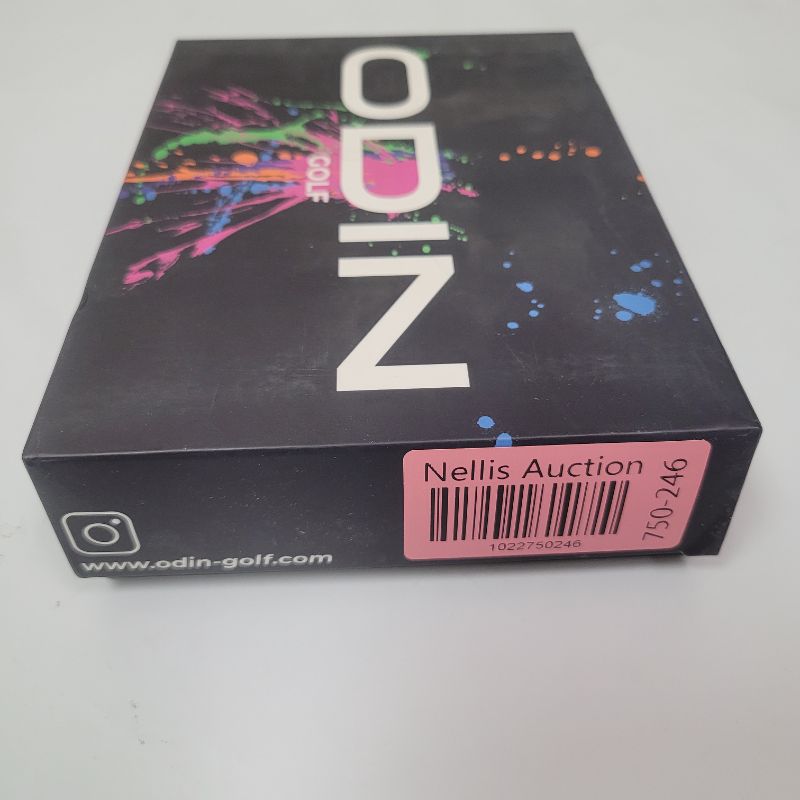 ODIN
GOLF
Nellis Auction
1022750246
750-246
www.odin-golf.com